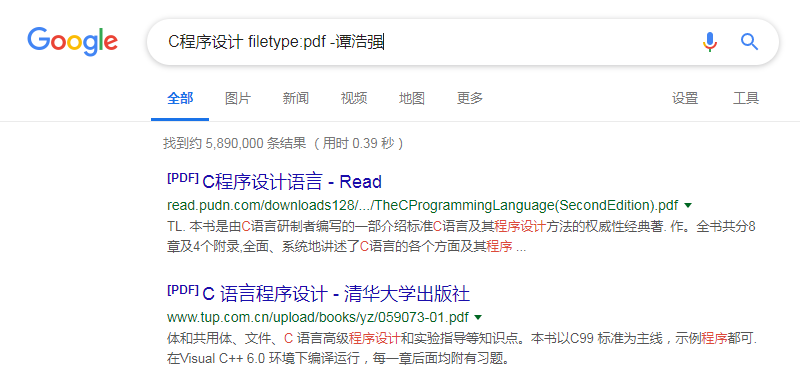 Google
C程序设计 filetype:pdf -谭浩强
全部 图片 新闻 视频 地图 更多 设置 工具
找到约 5,890,000 条结果 （用时 0.39 秒）
[PDF] C程序设计语言 - Read
read.pudn.com/downloads128/.../TheCProgrammingLanguage(SecondEdition).pdf
TL. 本书是由C语言研制者编写的一部介绍标准C语言及其程序设计方法的权威性经典著. 作。全书共分8
章及4个附录,全面、系统地讲述了C语言的各个方面及其程序 ...
[PDF] C 语言程序设计 - 清华大学出版社
www.tup.com.cn/upload/books/yz/059073-01.pdf
体和共用体、文件、C 语言高级程序设计和实验指导等知识点。本书以C99 标准为主线，示例程序都可.
在Visual C++ 6.0 环境下编译运行，每一章后面均附有习题。